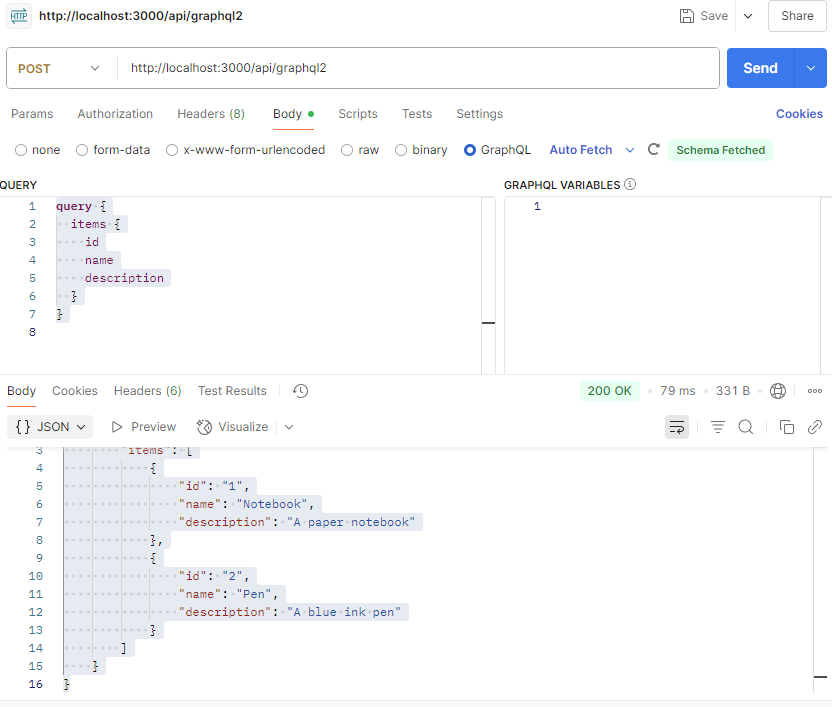 HTTP http://localhost:3000/api/graphql2 Save Share
POST http://localhost:3000/api/graphql2 Send
Params Authorization Headers (8) Body Scripts Tests Settings Cookies
none form-data x-www-form-urlencoded raw binary GraphQL Auto Fetch Schema Fetched
QUERY GRAPHQL VARIABLES
1 query { 1
2 items {
3 id
4 name
5 description
6 }
7 }
8
Body Cookies Headers (6) Test Results 200 OK 79 ms 331 B
{} JSON Preview Visualize
3 "items": [
4 {
5 "id": "1",
6 "name": "Notebook",
7 "description": "A paper notebook"
8 },
9 {
10 "id": "2",
11 "name": "Pen",
12 "description": "A blue ink pen"
13 }
14 ]
15 }
16 }